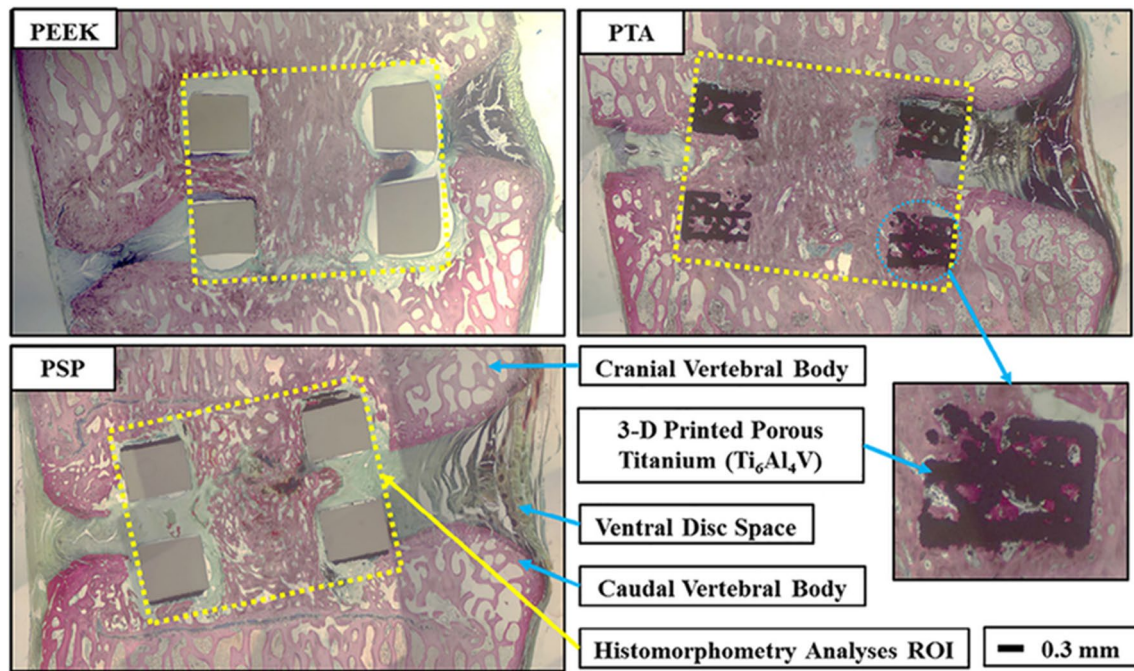 PEEK
PTA
PSP
Cranial Vertebral Body
3-D Printed Porous
Titanium (Ti₆Al₄V)
Ventral Disc Space
Caudal Vertebral Body
Histomorphometry Analyses ROI
0.3 mm